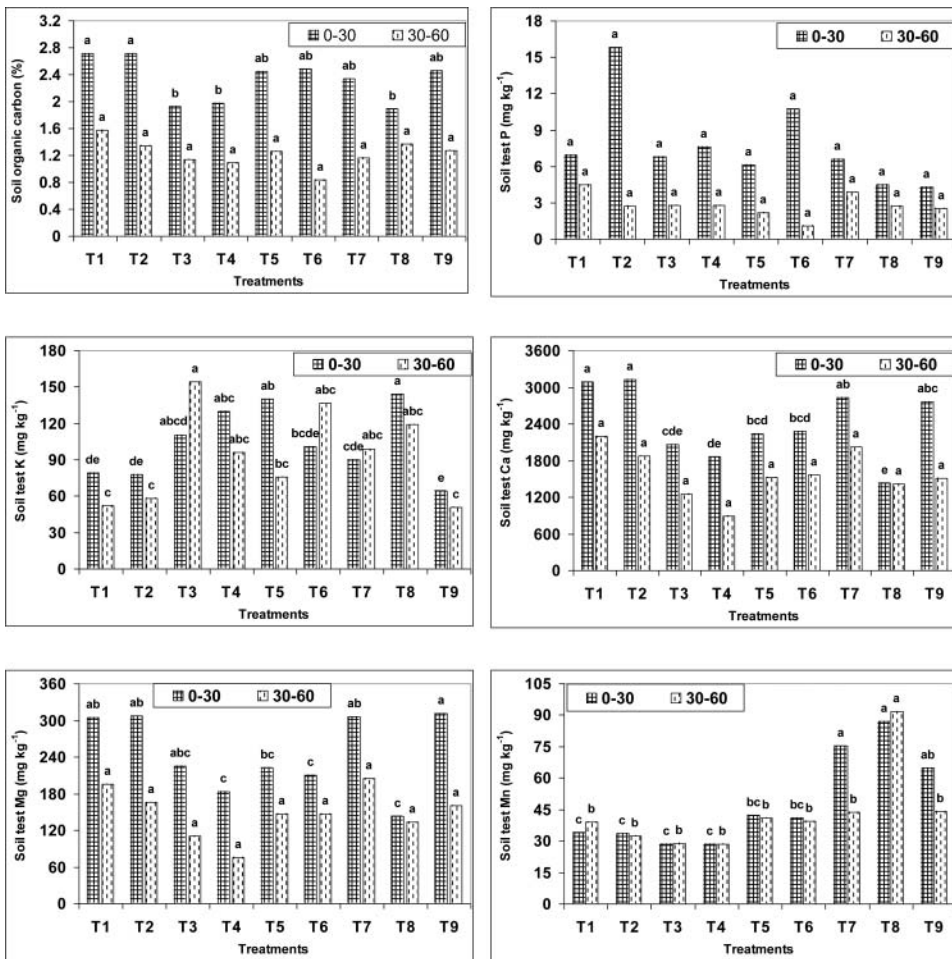 Soil organic carbon (%)
3.2
2.8
2.4
2
1.6
1.2
0.8
0.4
0
0-30 30-60
a a b b ab ab ab b ab
a a a a a a a a a
T1 T2 T3 T4 T5 T6 T7 T8 T9
Treatments
Soil test P (mg kg-1)
18
15
12
9
6
3
0
0-30 30-60
a a a a a a a a a
a a a a a a a a a
T1 T2 T3 T4 T5 T6 T7 T8 T9
Treatments
Soil test K (mg kg-1)
180
150
120
90
60
30
0
0-30 30-60
de de abcd abc ab bcde cde a e
c c a abc bc abc abc abc c
T1 T2 T3 T4 T5 T6 T7 T8 T9
Treatments
Soil test Ca (mg kg-1)
3600
3000
2400
1800
1200
600
0
0-30 30-60
a a cde de bcd bcd ab e abc
a a a a a a a a a
T1 T2 T3 T4 T5 T6 T7 T8 T9
Treatments
Soil test Mg (mg kg-1)
360
300
240
180
120
60
0
0-30 30-60
ab ab abc c bc c ab c a
a a a a a a a a a
T1 T2 T3 T4 T5 T6 T7 T8 T9
Treatments
Soil test Mn (mg kg-1)
105
90
75
60
45
30
15
0
0-30 30-60
c c c c bc bc a a ab
b b b b b b b a b
T1 T2 T3 T4 T5 T6 T7 T8 T9
Treatments